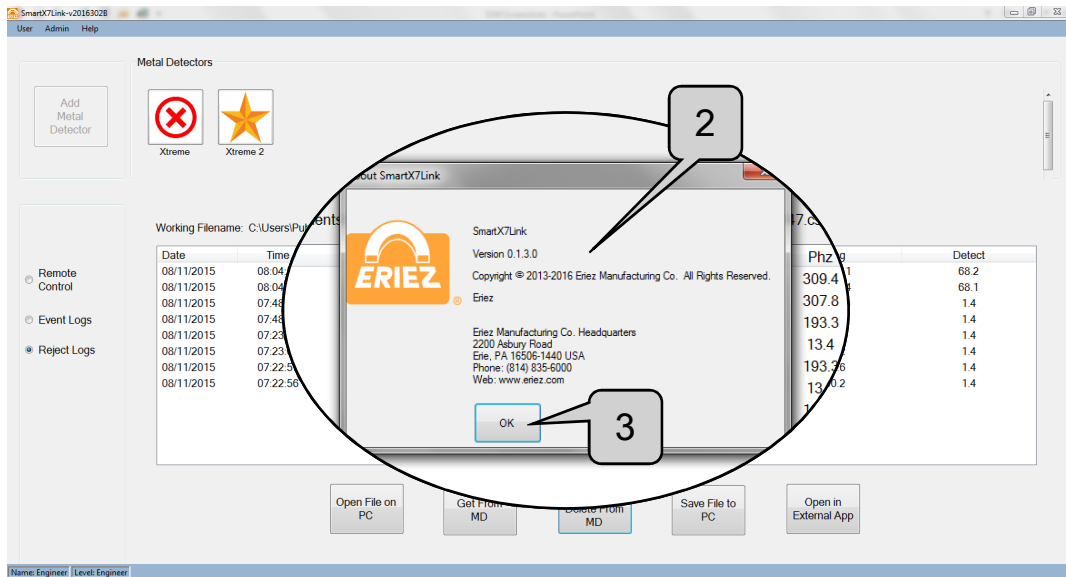 SmartX7Link-v2016302B
User Admin Help
Metal Detectors
Add
Metal
Detector
Xtreme Xtreme 2
2
out SmartX7Link
ERIEZ
®
SmartX7Link
Version 0.1.3.0
Copyright © 2013-2016 Eriez Manufacturing Co. All Rights Reserved.
Eriez
Eriez Manufacturing Co. Headquarters
2200 Asbury Road
Erie, PA 16506-1440 USA
Phone: (814) 835-6000
Web: www.eriez.com
OK
3
Working Filename: C:\Users\Pub
Date Time Phz Detect
08/11/2015 08:04: 309.4 68.2
08/11/2015 08:04 307.8 68.1
08/11/2015 07:48 193.3 1.4
08/11/2015 07:48 1.4
08/11/2015 07:23 13.4 1.4
08/11/2015 07:23: 1.4
08/11/2015 07:22:5 193.3 1.4
08/11/2015 07:22:56 1.4
Remote
Control
Event Logs
Reject Logs
Open File on
PC
Get From
MD
Delete From
MD
Save File to
PC
Open in
External App
Name: Engineer Level: Engineer